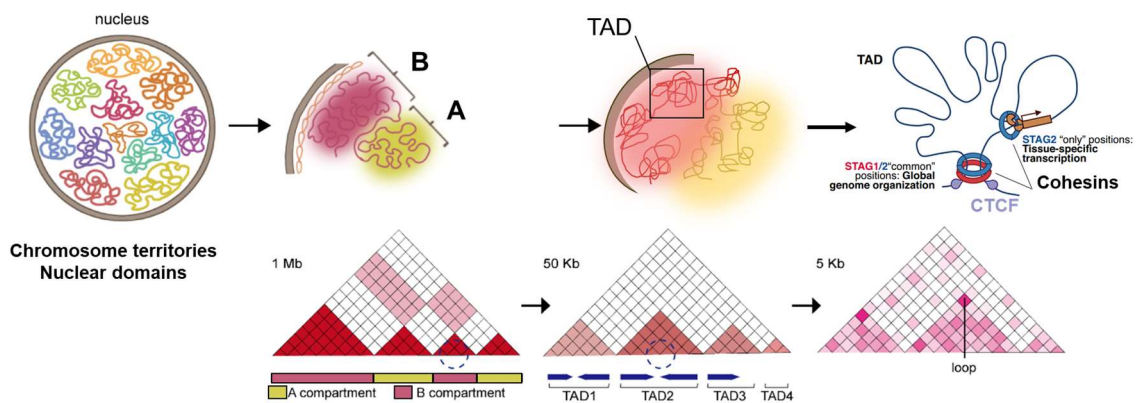 nucleus
B
A
TAD
TAD
STAG2 "only" positions:
Tissue-specific
transcription
STAG1/2"common"
positions: Global
genome organization
Cohesins
CTCF
Chromosome territories
Nuclear domains
1 Mb
50 Kb
5 Kb
loop
A compartment
B compartment
TAD1
TAD2
TAD3
TAD4